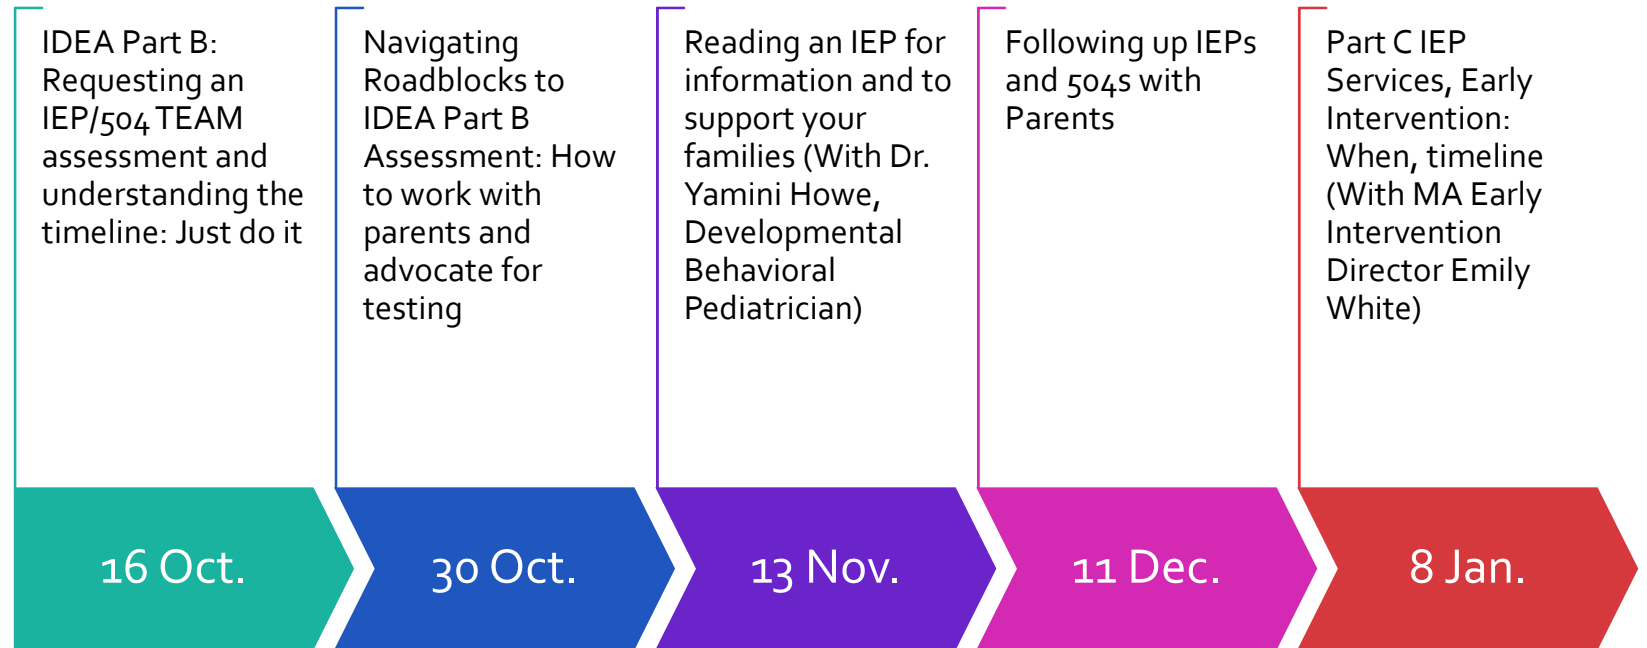 IDEA Part B:
Requesting an
IEP/504 TEAM
assessment and
understanding the
timeline: Just do it
Navigating
Roadblocks to
IDEA Part B
Assessment: How
to work with
parents and
advocate for
testing
Reading an IEP for
information and to
support your
families (With Dr.
Yamini Howe,
Developmental
Behavioral
Pediatrician)
Following up IEPs
and 504s with
Parents
Part C IEP
Services, Early
Intervention:
When, timeline
(With MA Early
Intervention
Director Emily
White)
16 Oct.
30 Oct.
13 Nov.
11 Dec.
8 Jan.